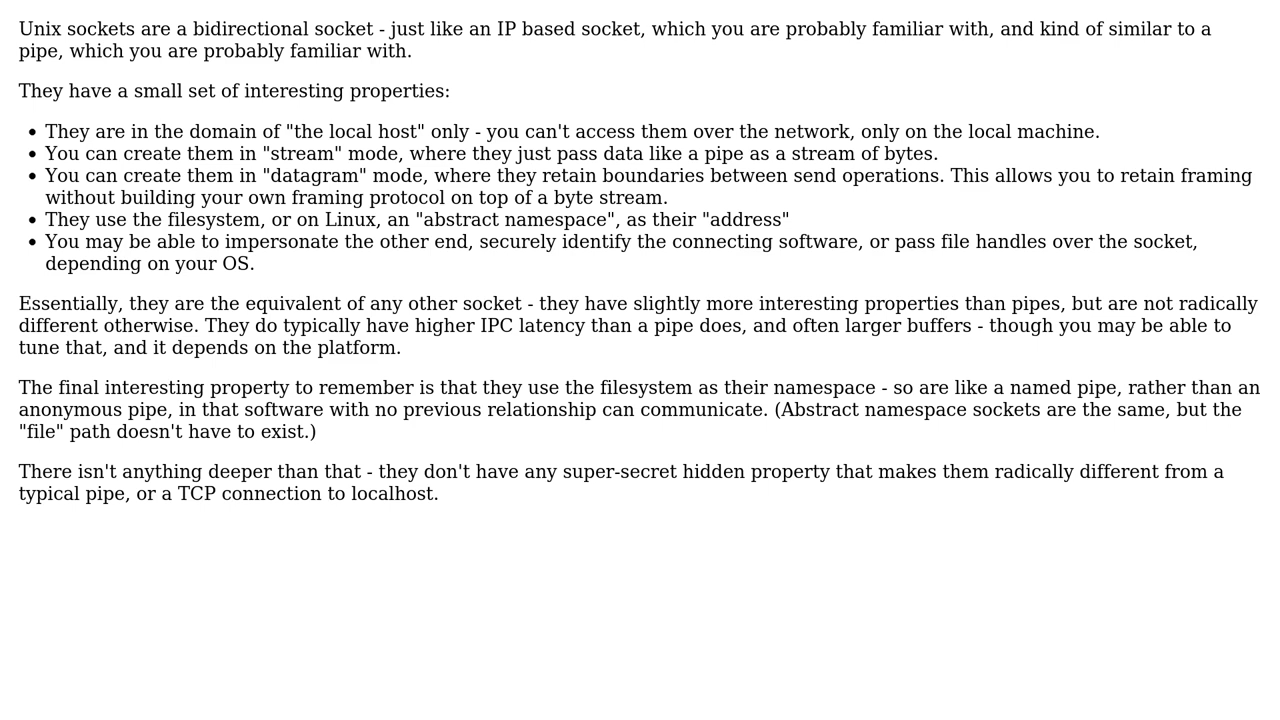 Unix sockets are a bidirectional socket - just like an IP based socket, which you are probably familiar with, and kind of similar to a
pipe, which you are probably familiar with.
They have a small set of interesting properties:
• They are in the domain of "the local host" only - you can't access them over the network, only on the local machine.
• You can create them in "stream" mode, where they just pass data like a pipe as a stream of bytes.
• You can create them in "datagram" mode, where they retain boundaries between send operations. This allows you to retain framing
without building your own framing protocol on top of a byte stream.
• They use the filesystem, or on Linux, an "abstract namespace", as their "address"
• You may be able to impersonate the other end, securely identify the connecting software, or pass file handles over the socket,
depending on your OS.
Essentially, they are the equivalent of any other socket - they have slightly more interesting properties than pipes, but are not radically
different otherwise. They do typically have higher IPC latency than a pipe does, and often larger buffers - though you may be able to
tune that, and it depends on the platform.
The final interesting property to remember is that they use the filesystem as their namespace - so are like a named pipe, rather than an
anonymous pipe, in that software with no previous relationship can communicate. (Abstract namespace sockets are the same, but the
"file" path doesn't have to exist.)
There isn't anything deeper than that - they don't have any super-secret hidden property that makes them radically different from a
typical pipe, or a TCP connection to localhost.